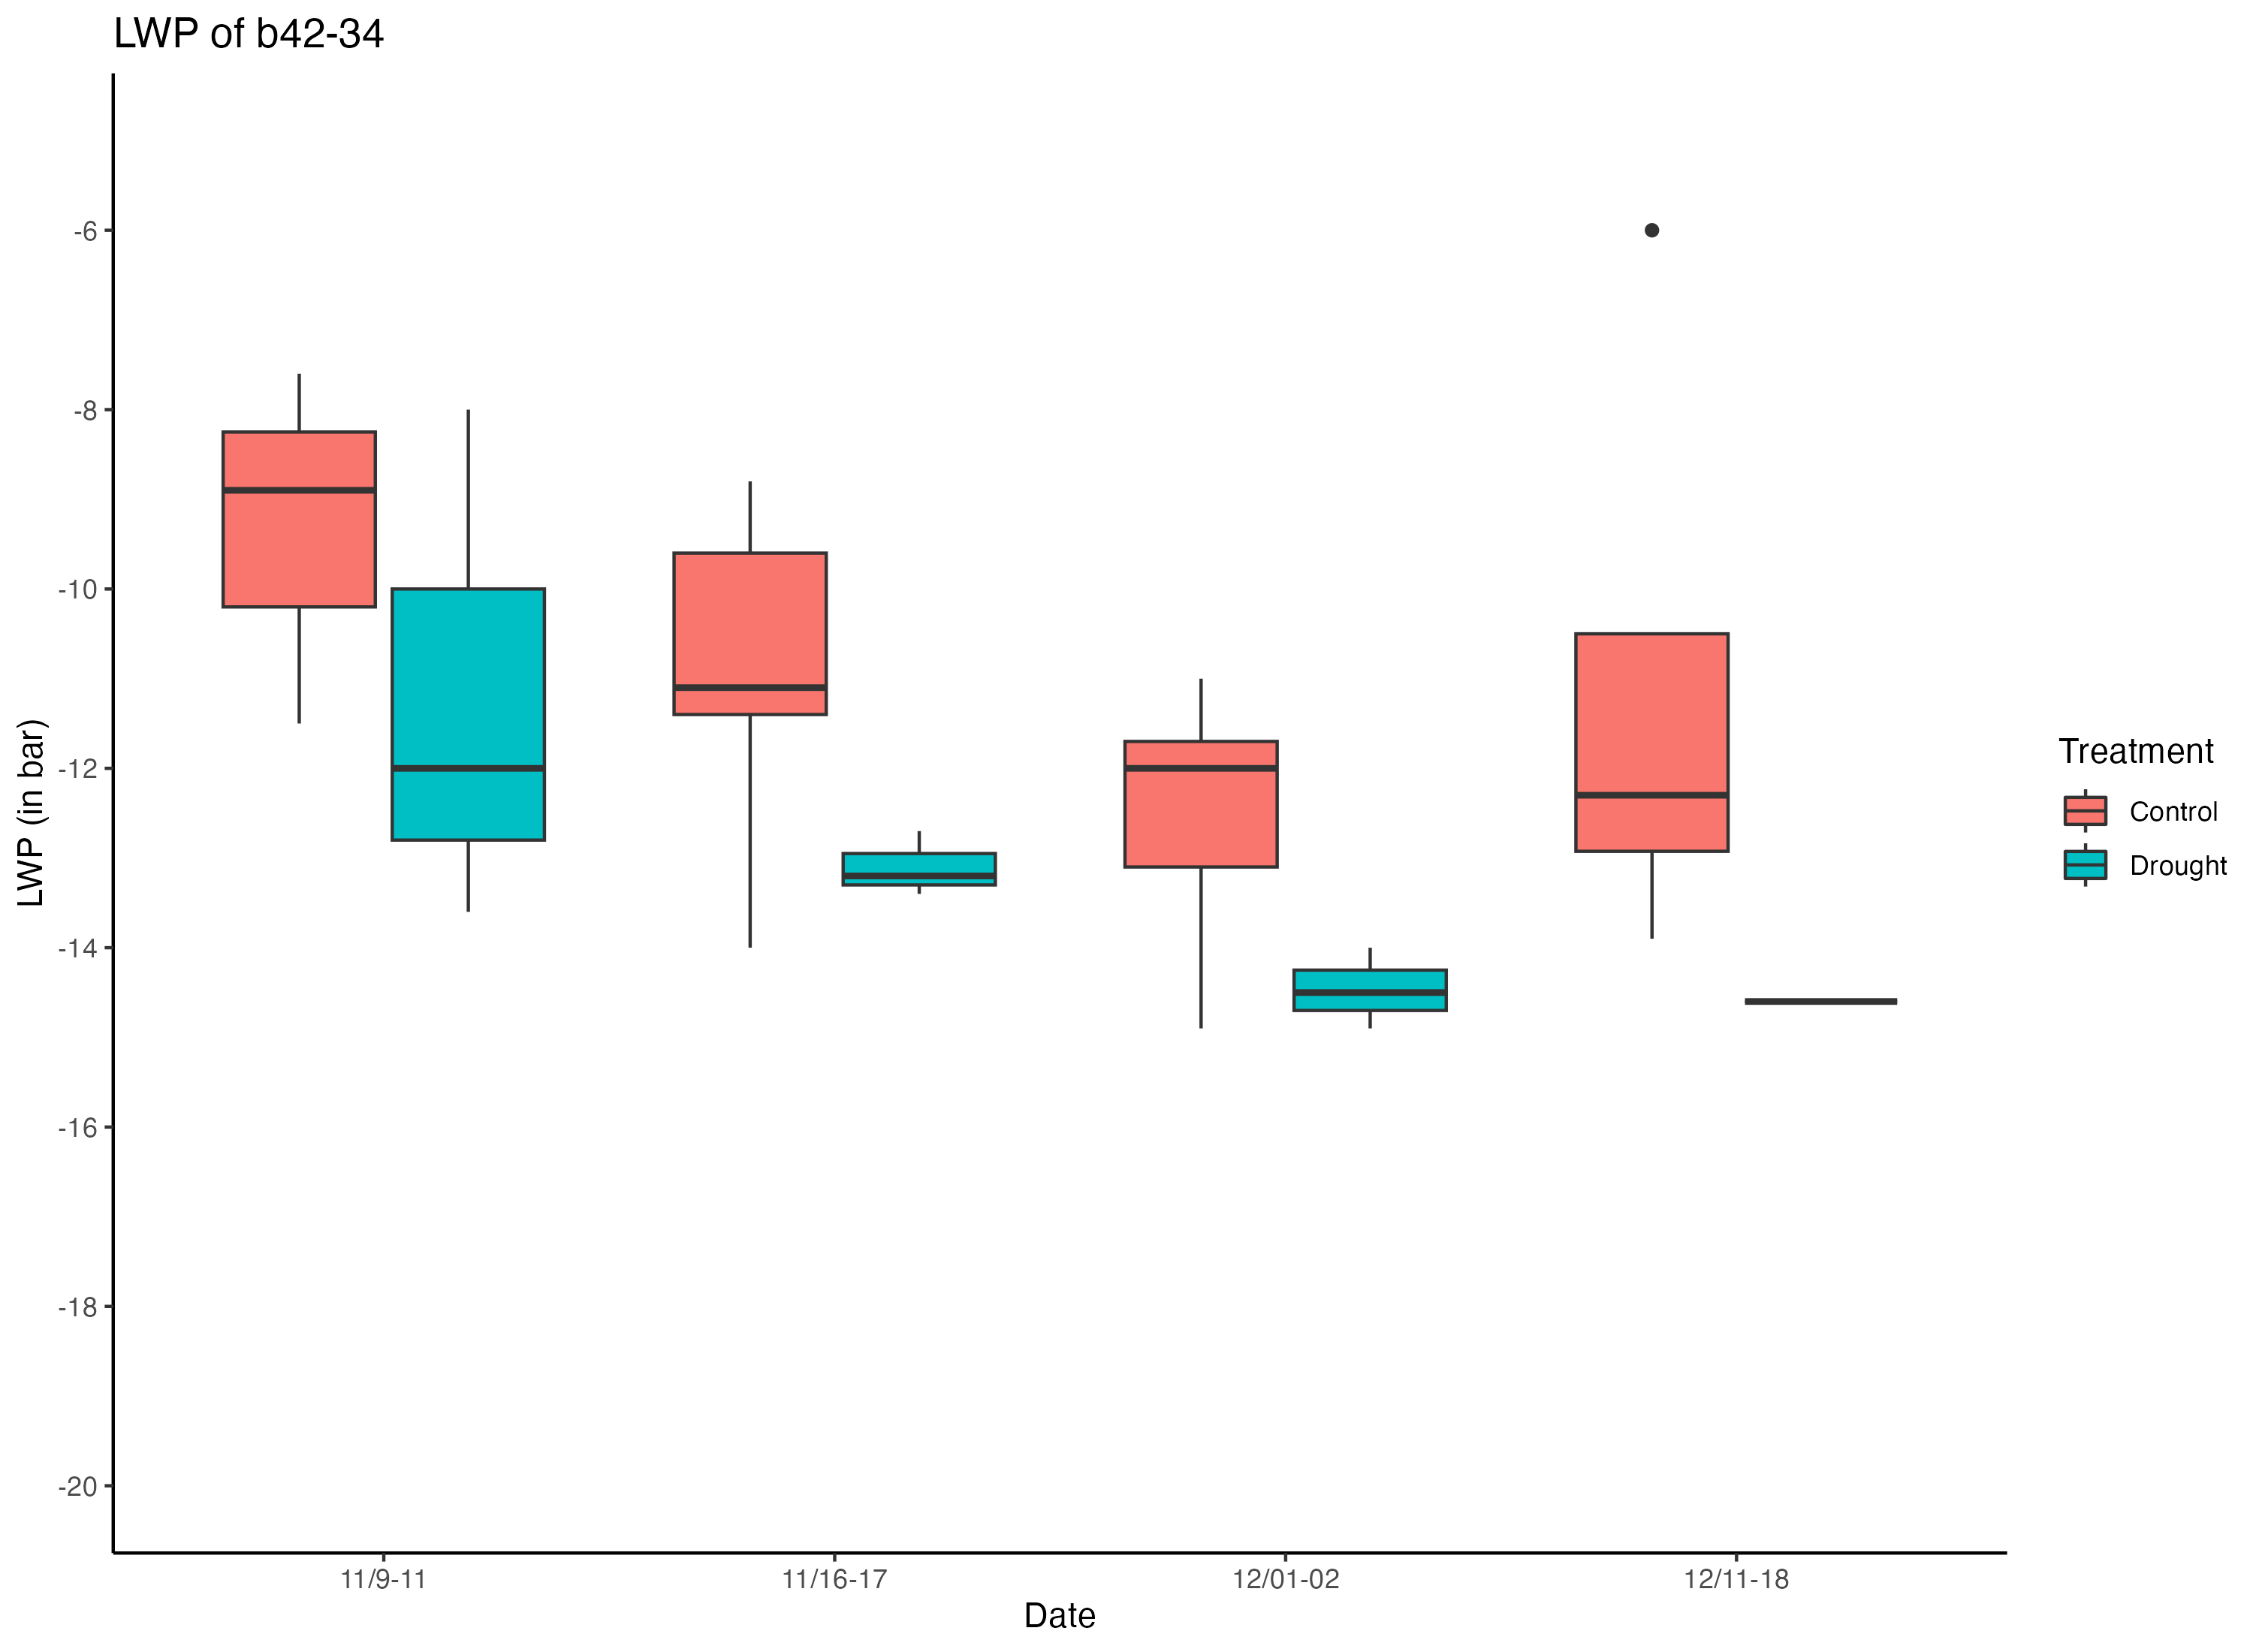 LWP of b42-34
LWP (in bar)
-6
-8
-10
-12
-14
-16
-18
-20
11/9-11
11/16-17
12/01-02
12/11-18
Date
Treatment
Control
Drought